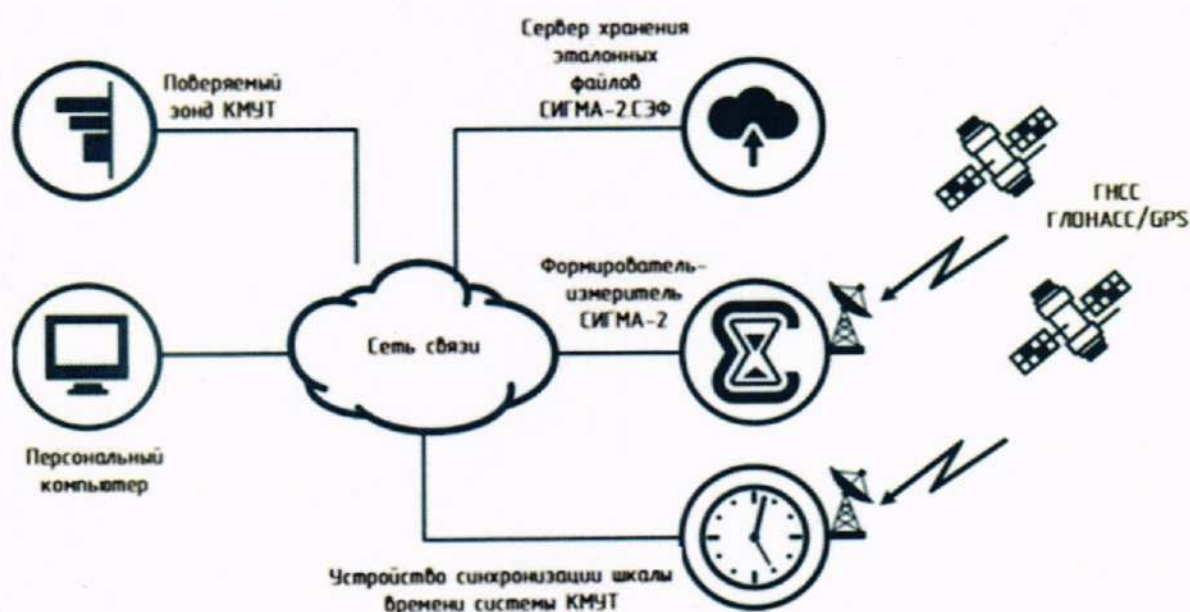 Сервер хранения
эталонных
файлов
СИГМА-2.СЭФ
Поверяемый
зонд КМУТ
ГНСС
ГЛОНАСС/GPS
Формирователь-
измеритель
СИГМА-2
Сеть связи
Персональный
компьютер
Устройство синхронизации шкалы
времени системы КМУТ